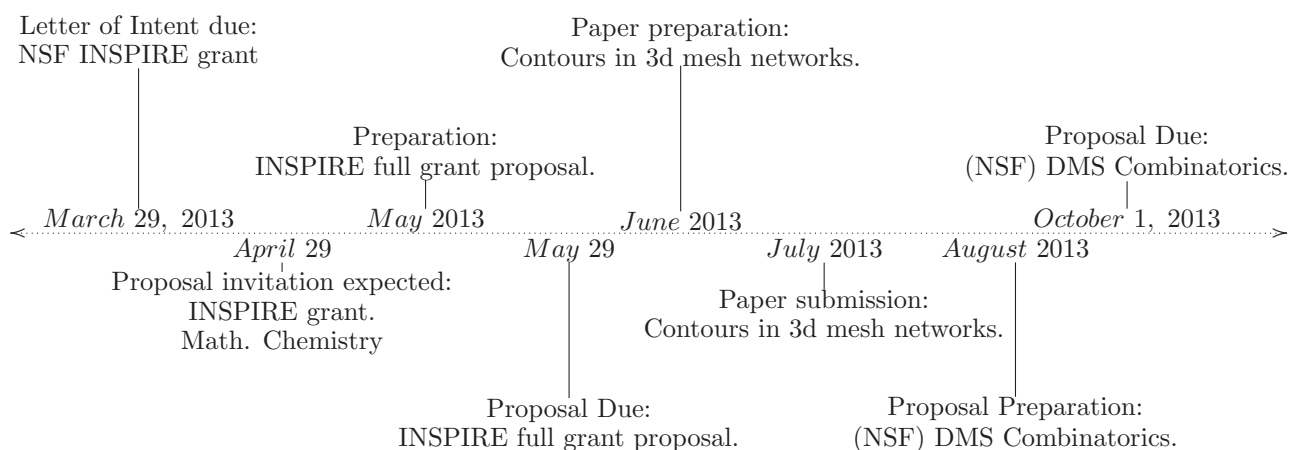 Letter of Intent due:
NSF INSPIRE grant
Paper preparation:
Contours in 3d mesh networks.
Preparation:
INSPIRE full grant proposal.
Proposal Due:
(NSF) DMS Combinatorics.
March 29, 2013
May 2013
June 2013
October 1, 2013
April 29
May 29
July 2013
August 2013
Proposal invitation expected:
INSPIRE grant.
Math. Chemistry
Paper submission:
Contours in 3d mesh networks.
Proposal Due:
INSPIRE full grant proposal.
Proposal Preparation:
(NSF) DMS Combinatorics.